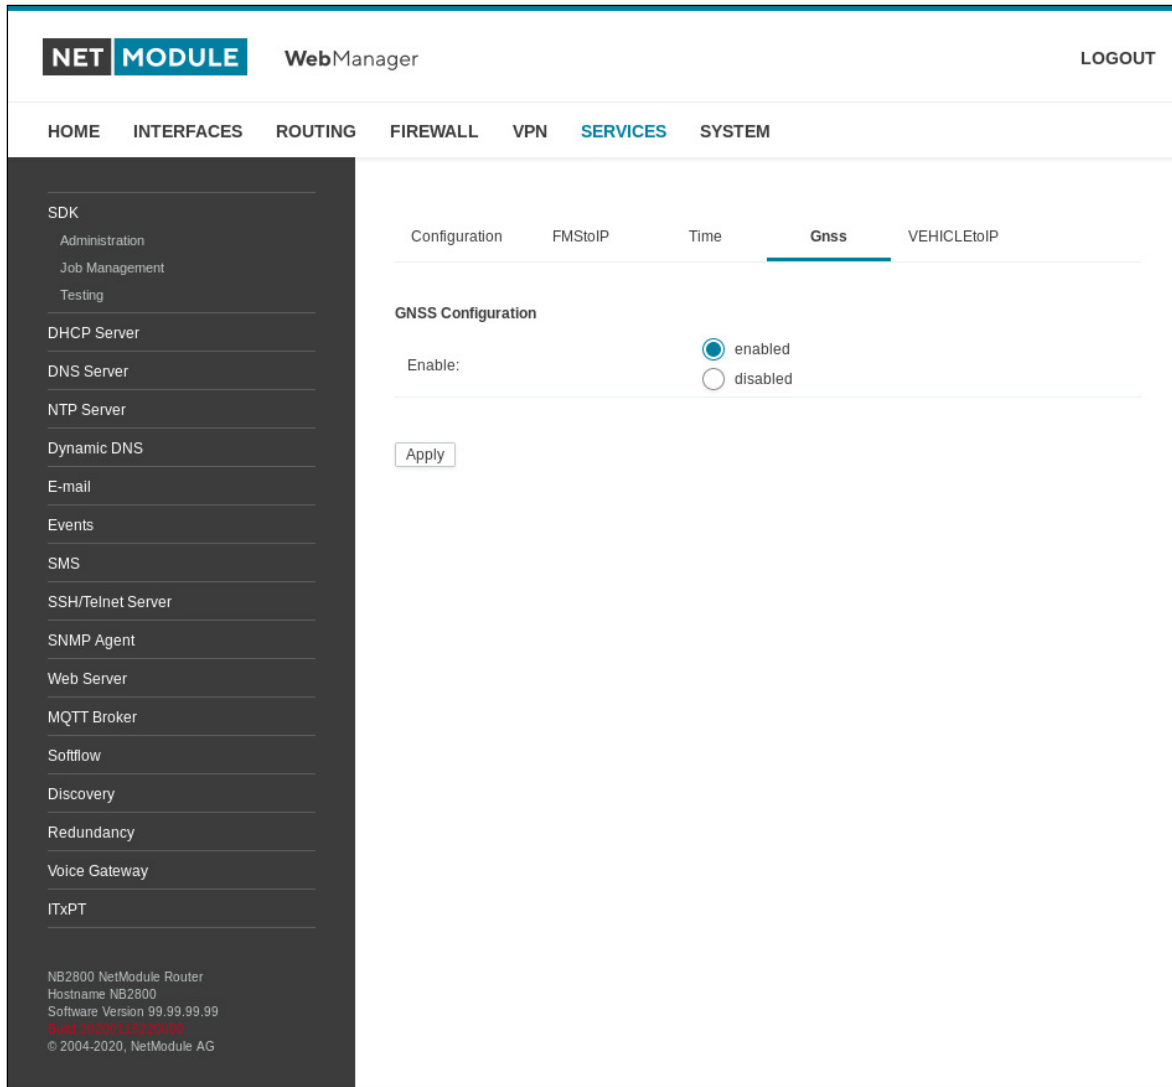 NET MODULE WebManager LOGOUT
HOME INTERFACES ROUTING FIREWALL VPN SERVICES SYSTEM
SDK
Administration
Job Management
Testing
DHCP Server
DNS Server
NTP Server
Dynamic DNS
E-mail
Events
SMS
SSH/Telnet Server
SNMP Agent
Web Server
MQTT Broker
Softflow
Discovery
Redundancy
Voice Gateway
ITxPT
NB2800 NetModule Router
Hostname NB2800
Software Version 99.99.99.99
Build
© 2004-2020, NetModule AG
Configuration FMStoIP Time Gnss VEHICLEtoIP
GNSS Configuration
Enable:
enabled
disabled
Apply